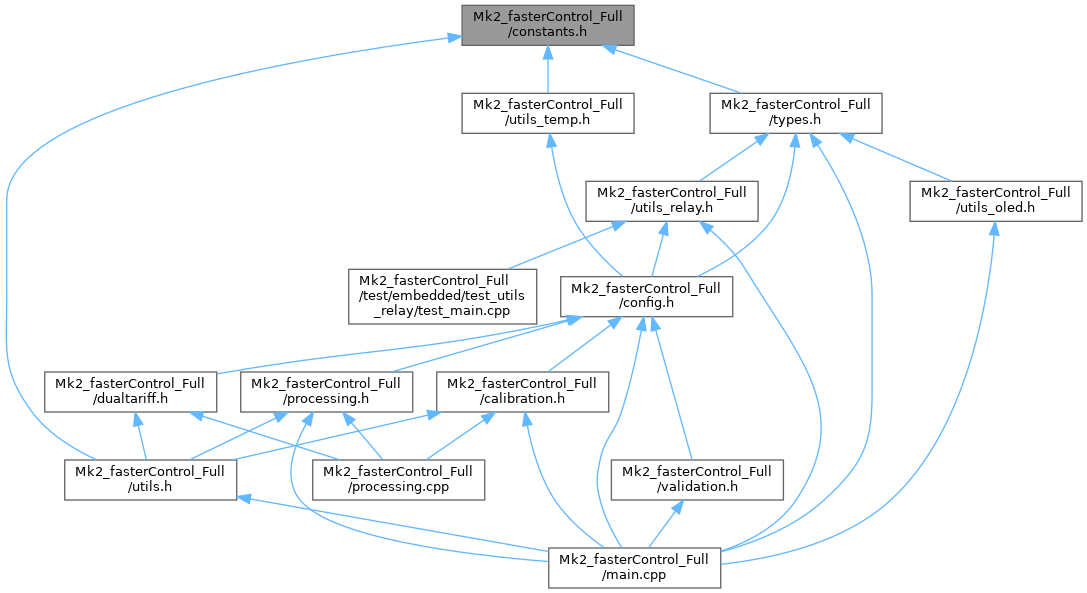 Mk2_fasterControl_Full
/constants.h
Mk2_fasterControl_Full
/utils_temp.h
Mk2_fasterControl_Full
/types.h
Mk2_fasterControl_Full
/utils_relay.h
Mk2_fasterControl_Full
/utils_oled.h
Mk2_fasterControl_Full
/test/embedded/test_utils
_relay/test_main.cpp
Mk2_fasterControl_Full
/config.h
Mk2_fasterControl_Full
/dualtariff.h
Mk2_fasterControl_Full
/processing.h
Mk2_fasterControl_Full
/calibration.h
Mk2_fasterControl_Full
/utils.h
Mk2_fasterControl_Full
/processing.cpp
Mk2_fasterControl_Full
/validation.h
Mk2_fasterControl_Full
/main.cpp